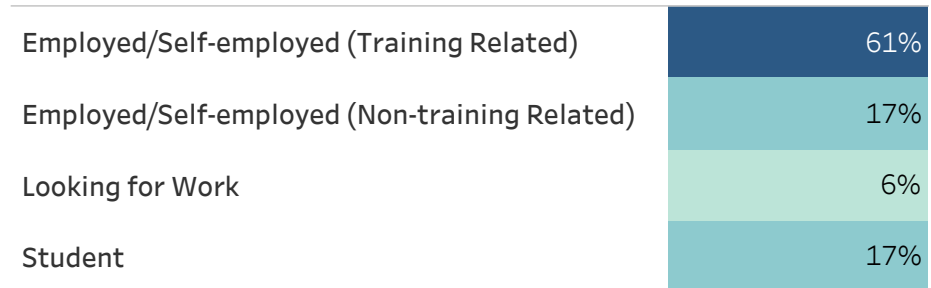 Employed/Self-employed (Training Related) 61%
Employed/Self-employed (Non-training Related) 17%
Looking for Work 6%
Student 17%